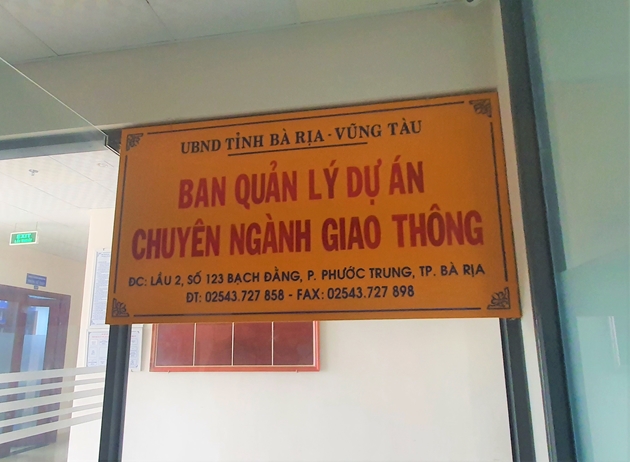 UBND TỈNH BÀ RỊA - VŨNG TÀU
BAN QUẢN LÝ DỰ ÁN
CHUYÊN NGÀNH GIAO THÔNG
ĐC: LẦU 2, SỐ 123 BẠCH ĐẰNG, P. PHƯỚC TRUNG, TP. BÀ RỊA
ĐT: 02543.727 858 - FAX: 02543.727 898